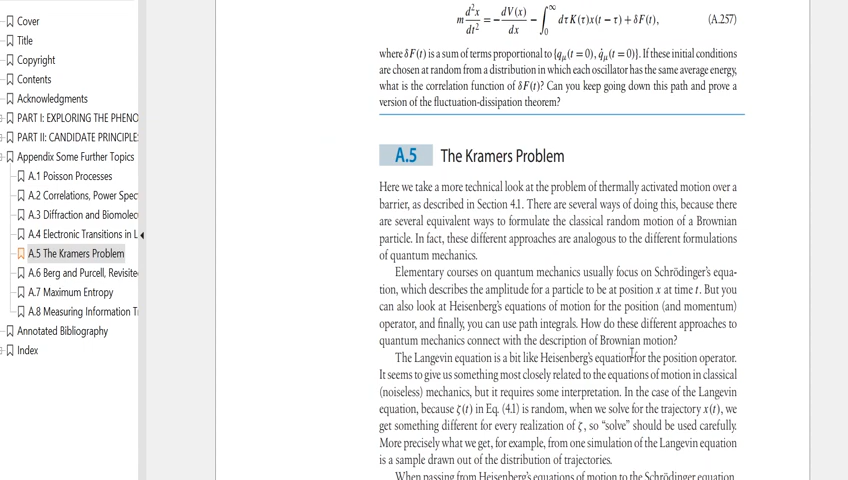 Cover
Title
Copyright
Contents
Acknowledgments
PART I: EXPLORING THE PHENO
PART II: CANDIDATE PRINCIPLE
Appendix Some Further Topics
A.1 Poisson Processes
A.2 Correlations, Power Spec
A.3 Diffraction and Biomolec
A.4 Electronic Transitions in L
A.5 The Kramers Problem
A.6 Berg and Purcell, Revisite
A.7 Maximum Entropy
A.8 Measuring Information T
Annotated Bibliography
Index
m d²x/dt² = − dV(x)/dx − ∫₀^∞ dτK(τ)x(t − τ) + δF(t), (A.257)
where δF(t) is a sum of terms proportional to {qμ(t = 0), q̇μ(t = 0)}. If these initial conditions
are chosen at random from a distribution in which each oscillator has the same average energy,
what is the correlation function of δF(t)? Can you keep going down this path and prove a
version of the fluctuation-dissipation theorem?
A.5 The Kramers Problem
Here we take a more technical look at the problem of thermally activated motion over a
barrier, as described in Section 4.1. There are several ways of doing this, because there
are several equivalent ways to formulate the classical random motion of a Brownian
particle. In fact, these different approaches are analogous to the different formulations
of quantum mechanics.
Elementary courses on quantum mechanics usually focus on Schrödinger's equa-
tion, which describes the amplitude for a particle to be at position x at time t. But you
can also look at Heisenberg's equations of motion for the position (and momentum)
operator, and finally, you can use path integrals. How do these different approaches to
quantum mechanics connect with the description of Brownian motion?
The Langevin equation is a bit like Heisenberg's equation for the position operator.
It seems to give us something most closely related to the equations of motion in classical
(noiseless) mechanics, but it requires some interpretation. In the case of the Langevin
equation, because ζ(t) in Eq. (4.1) is random, when we solve for the trajectory x(t), we
get something different for every realization of ζ, so "solve" should be used carefully.
More precisely what we get, for example, from one simulation of the Langevin equation
is a sample drawn out of the distribution of trajectories.
When passing from Heisenberg's equations of motion to the Schrödinger equation,